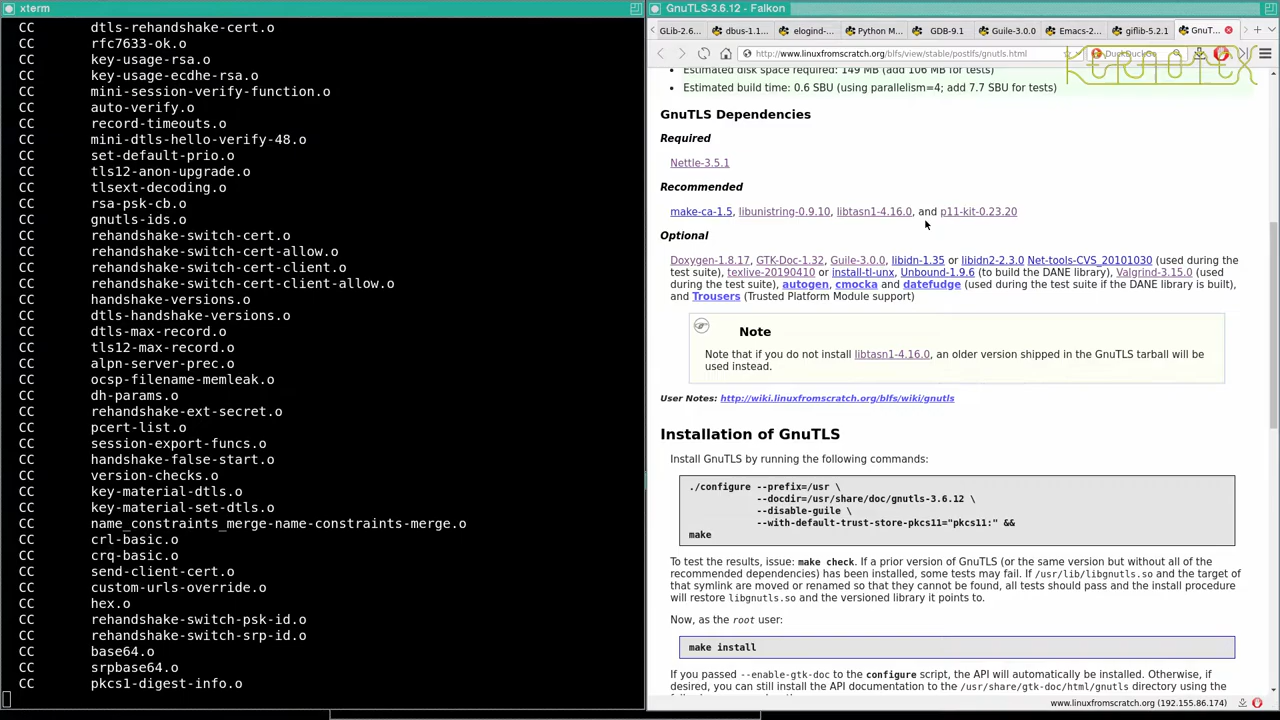 xterm
CC dtls-rehandshake-cert.o
CC rfc7633-ok.o
CC key-usage-rsa.o
CC key-usage-ecdhe-rsa.o
CC mini-session-verify-function.o
CC auto-verify.o
CC record-timeouts.o
CC mini-dtls-hello-verify-48.o
CC set-default-prio.o
CC tls12-anon-upgrade.o
CC tlsext-decoding.o
CC rsa-psk-cb.o
CC gnutls-ids.o
CC rehandshake-switch-cert.o
CC rehandshake-switch-cert-allow.o
CC rehandshake-switch-cert-client.o
CC rehandshake-switch-cert-client-allow.o
CC handshake-versions.o
CC dtls-handshake-versions.o
CC dtls-max-record.o
CC tls12-max-record.o
CC alpn-server-prec.o
CC ocsp-filename-memleak.o
CC dh-params.o
CC rehandshake-ext-secret.o
CC pcert-list.o
CC session-export-funcs.o
CC handshake-false-start.o
CC version-checks.o
CC key-material-dtls.o
CC key-material-set-dtls.o
CC name_constraints_merge-name-constraints-merge.o
CC crl-basic.o
CC crq-basic.o
CC send-client-cert.o
CC custom-urls-override.o
CC hex.o
CC rehandshake-switch-psk-id.o
CC rehandshake-switch-srp-id.o
CC base64.o
CC srpbase64.o
CC pkcs1-digest-info.o
GnuTLS-3.6.12 - Falkon
GLib-2.6... dbus-1.1... elogind-... Python M... GDB-9.1 Guile-3.0.0 Emacs-2... giflib-5.2.1 GnuT...
http://www.linuxfromscratch.org/blfs/view/stable/postlfs/gnutls.html DuckDuckGo
Estimated disk space required: 149 MB (add 106 MB for tests)
Estimated build time: 0.6 SBU (using parallelism=4; add 7.7 SBU for tests)
GnuTLS Dependencies
Required
Nettle-3.5.1
Recommended
make-ca-1.5, libunistring-0.9.10, libtasn1-4.16.0, and p11-kit-0.23.20
Optional
Doxygen-1.8.17, GTK-Doc-1.32, Guile-3.0.0, libidn-1.35 or libidn2-2.3.0 Net-tools-CVS_20101030 (used during the
test suite), texlive-20190410 or install-tl-unx, Unbound-1.9.6 (to build the DANE library), Valgrind-3.15.0 (used
during the test suite), autogen, cmocka and datefudge (used during the test suite if the DANE library is built),
and Trousers (Trusted Platform Module support)
Note
Note that if you do not install libtasn1-4.16.0, an older version shipped in the GnuTLS tarball will be
used instead.
User Notes: http://wiki.linuxfromscratch.org/blfs/wiki/gnutls
Installation of GnuTLS
Install GnuTLS by running the following commands:
./configure --prefix=/usr \
--docdir=/usr/share/doc/gnutls-3.6.12 \
--disable-guile \
--with-default-trust-store-pkcs11="pkcs11:" &&
make
To test the results, issue: make check. If a prior version of GnuTLS (or the same version but without all of the
recommended dependencies) has been installed, some tests may fail. If /usr/lib/libgnutls.so and the target of
that symlink are moved or renamed so that they cannot be found, all tests should pass and the install procedure
will restore libgnutls.so and the versioned library it points to.
Now, as the root user:
make install
If you passed --enable-gtk-doc to the configure script, the API will automatically be installed. Otherwise, if
desired, you can still install the API documentation to the /usr/share/gtk-doc/html/gnutls directory using the
www.linuxfromscratch.org (192.155.86.174)